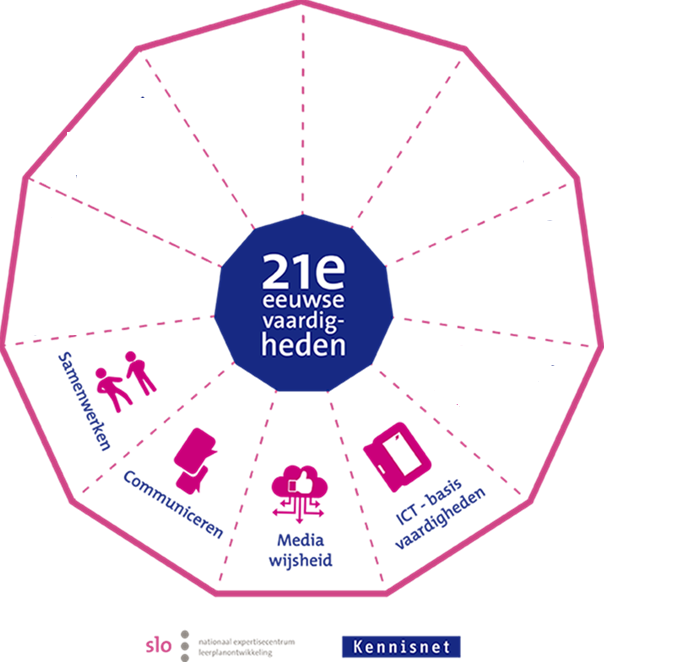 21e
eeuwse
vaardig-
heden
Samenwerken
Communiceren
Media
wijsheid
ICT - basis
vaardigheden
slo
nationaal expertisecentrum
leerplanontwikkeling
Kennisnet